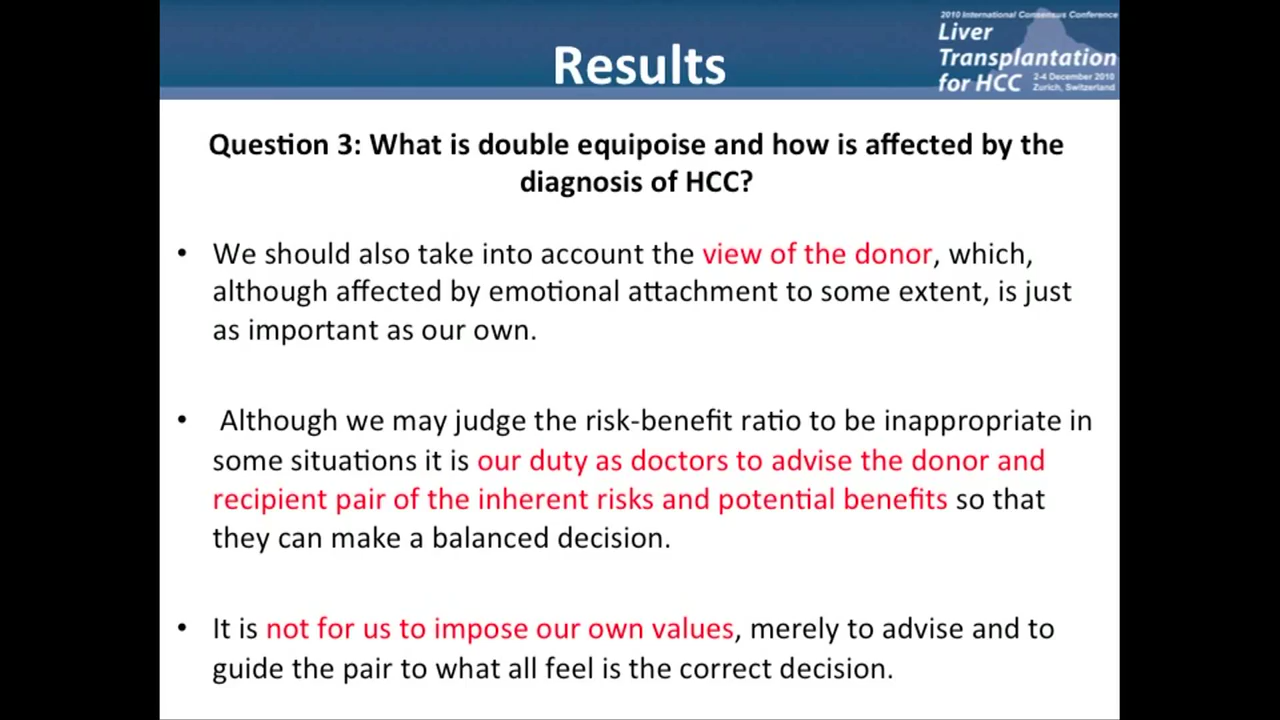 2010 International Consensus Conference
Liver
Transplantation
for HCC
2-4 December 2010
Zurich, Switzerland
Results
Question 3: What is double equipoise and how is affected by the
diagnosis of HCC?
• We should also take into account the view of the donor, which,
although affected by emotional attachment to some extent, is just
as important as our own.
• Although we may judge the risk-benefit ratio to be inappropriate in
some situations it is our duty as doctors to advise the donor and
recipient pair of the inherent risks and potential benefits so that
they can make a balanced decision.
• It is not for us to impose our own values, merely to advise and to
guide the pair to what all feel is the correct decision.